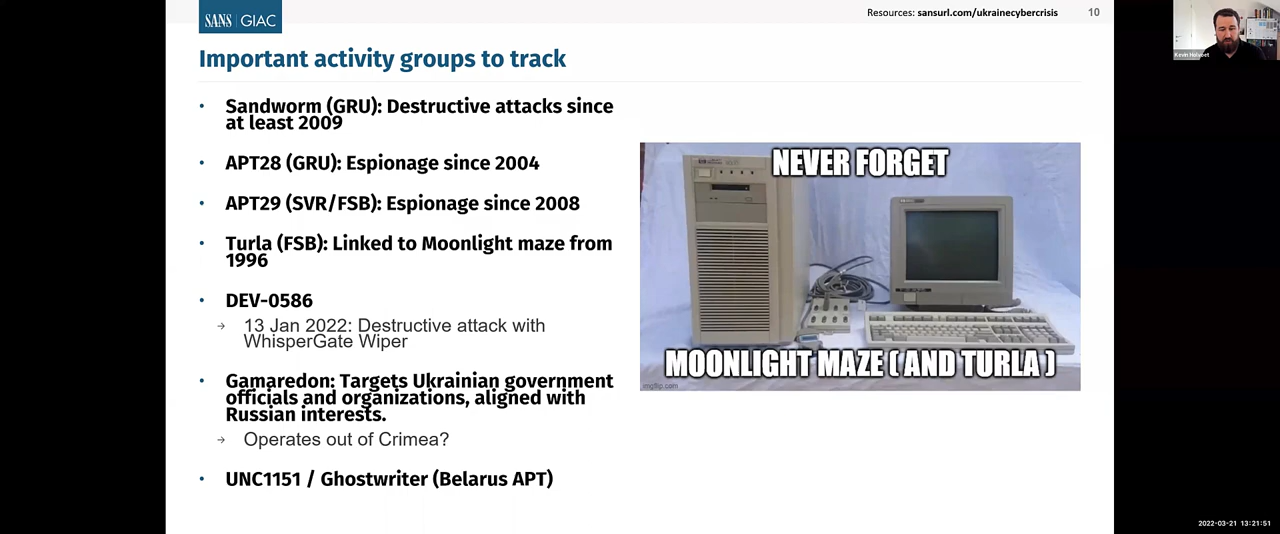 SANS GIAC
Resources: sansurl.com/ukrainecybercrisis
10
Kevin Holvoet
Important activity groups to track
• Sandworm (GRU): Destructive attacks since
at least 2009
• APT28 (GRU): Espionage since 2004
• APT29 (SVR/FSB): Espionage since 2008
• Turla (FSB): Linked to Moonlight maze from
1996
• DEV-0586
→ 13 Jan 2022: Destructive attack with
WhisperGate Wiper
• Gamaredon: Targets Ukrainian government
officials and organizations, aligned with
Russian interests.
→ Operates out of Crimea?
• UNC1151 / Ghostwriter (Belarus APT)
NEVER FORGET
MOONLIGHT MAZE ( AND TURLA )
imgflip.com
2022-03-21 13:21:51